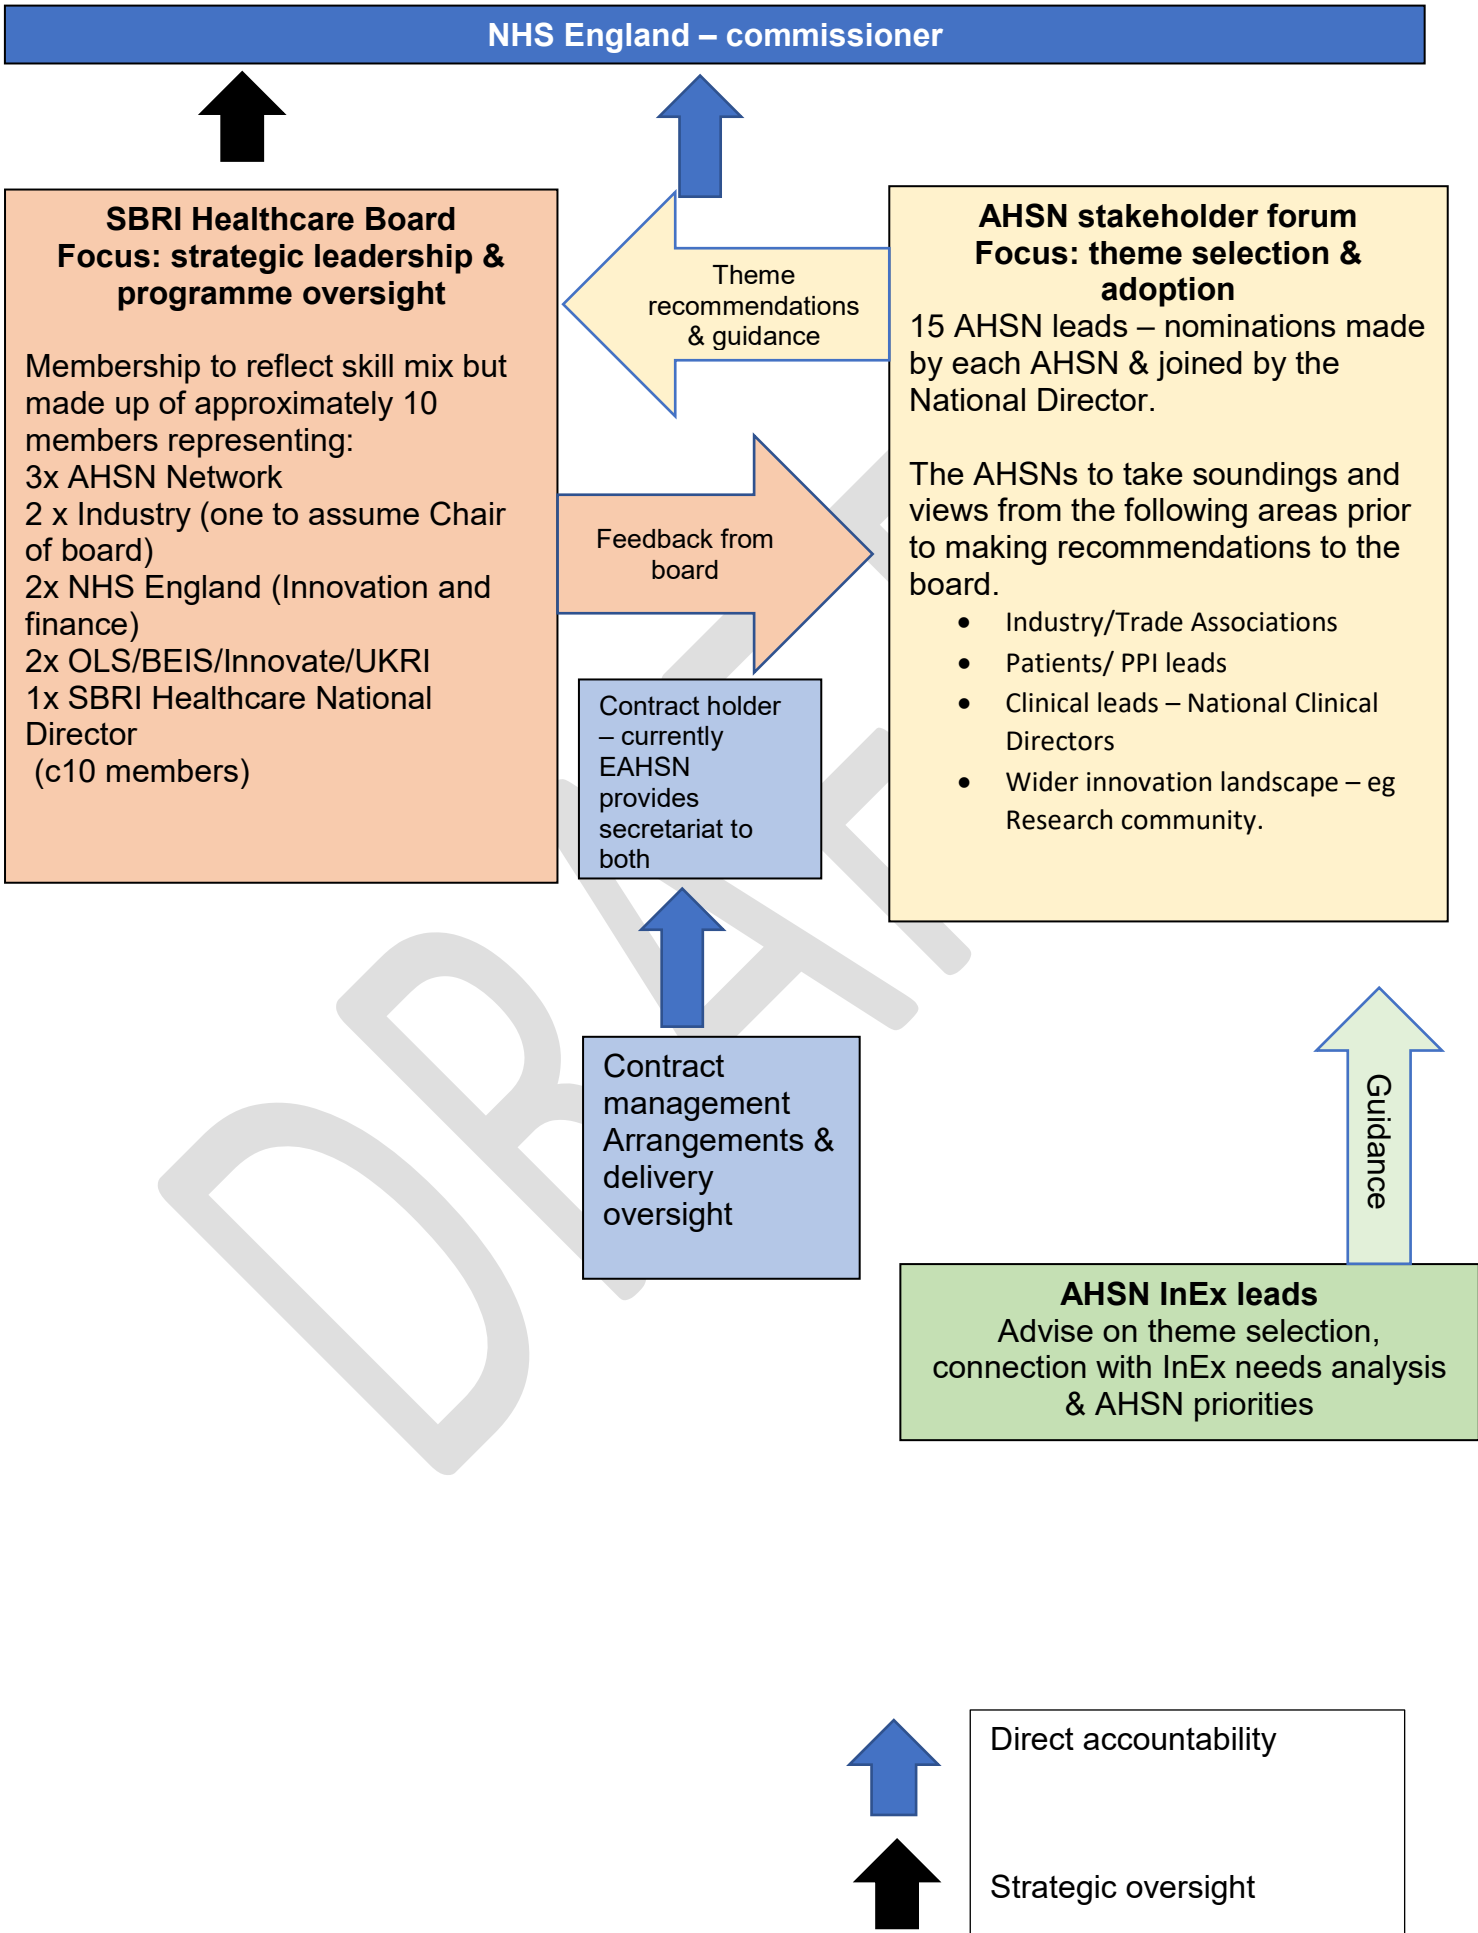 NHS England – commissioner
SBRI Healthcare Board
Focus: strategic leadership &
programme oversight
Membership to reflect skill mix but
made up of approximately 10
members representing:
3x AHSN Network
2 x Industry (one to assume Chair
of board)
2x NHS England (Innovation and
finance)
2x OLS/BEIS/Innovate/UKRI
1x SBRI Healthcare National
Director
(c10 members)
Theme
recommendations
& guidance
Feedback from
board
AHSN stakeholder forum
Focus: theme selection &
adoption
15 AHSN leads – nominations made
by each AHSN & joined by the
National Director.
The AHSNs to take soundings and
views from the following areas prior
to making recommendations to the
board.
• Industry/Trade Associations
• Patients/ PPI leads
• Clinical leads – National Clinical
Directors
• Wider innovation landscape – eg
Research community.
Contract holder
– currently
EAHSN
provides
secretariat to
both
Contract
management
Arrangements &
delivery
oversight
Guidance
AHSN InEx leads
Advise on theme selection,
connection with InEx needs analysis
& AHSN priorities
Direct accountability
Strategic oversight
DRAFT